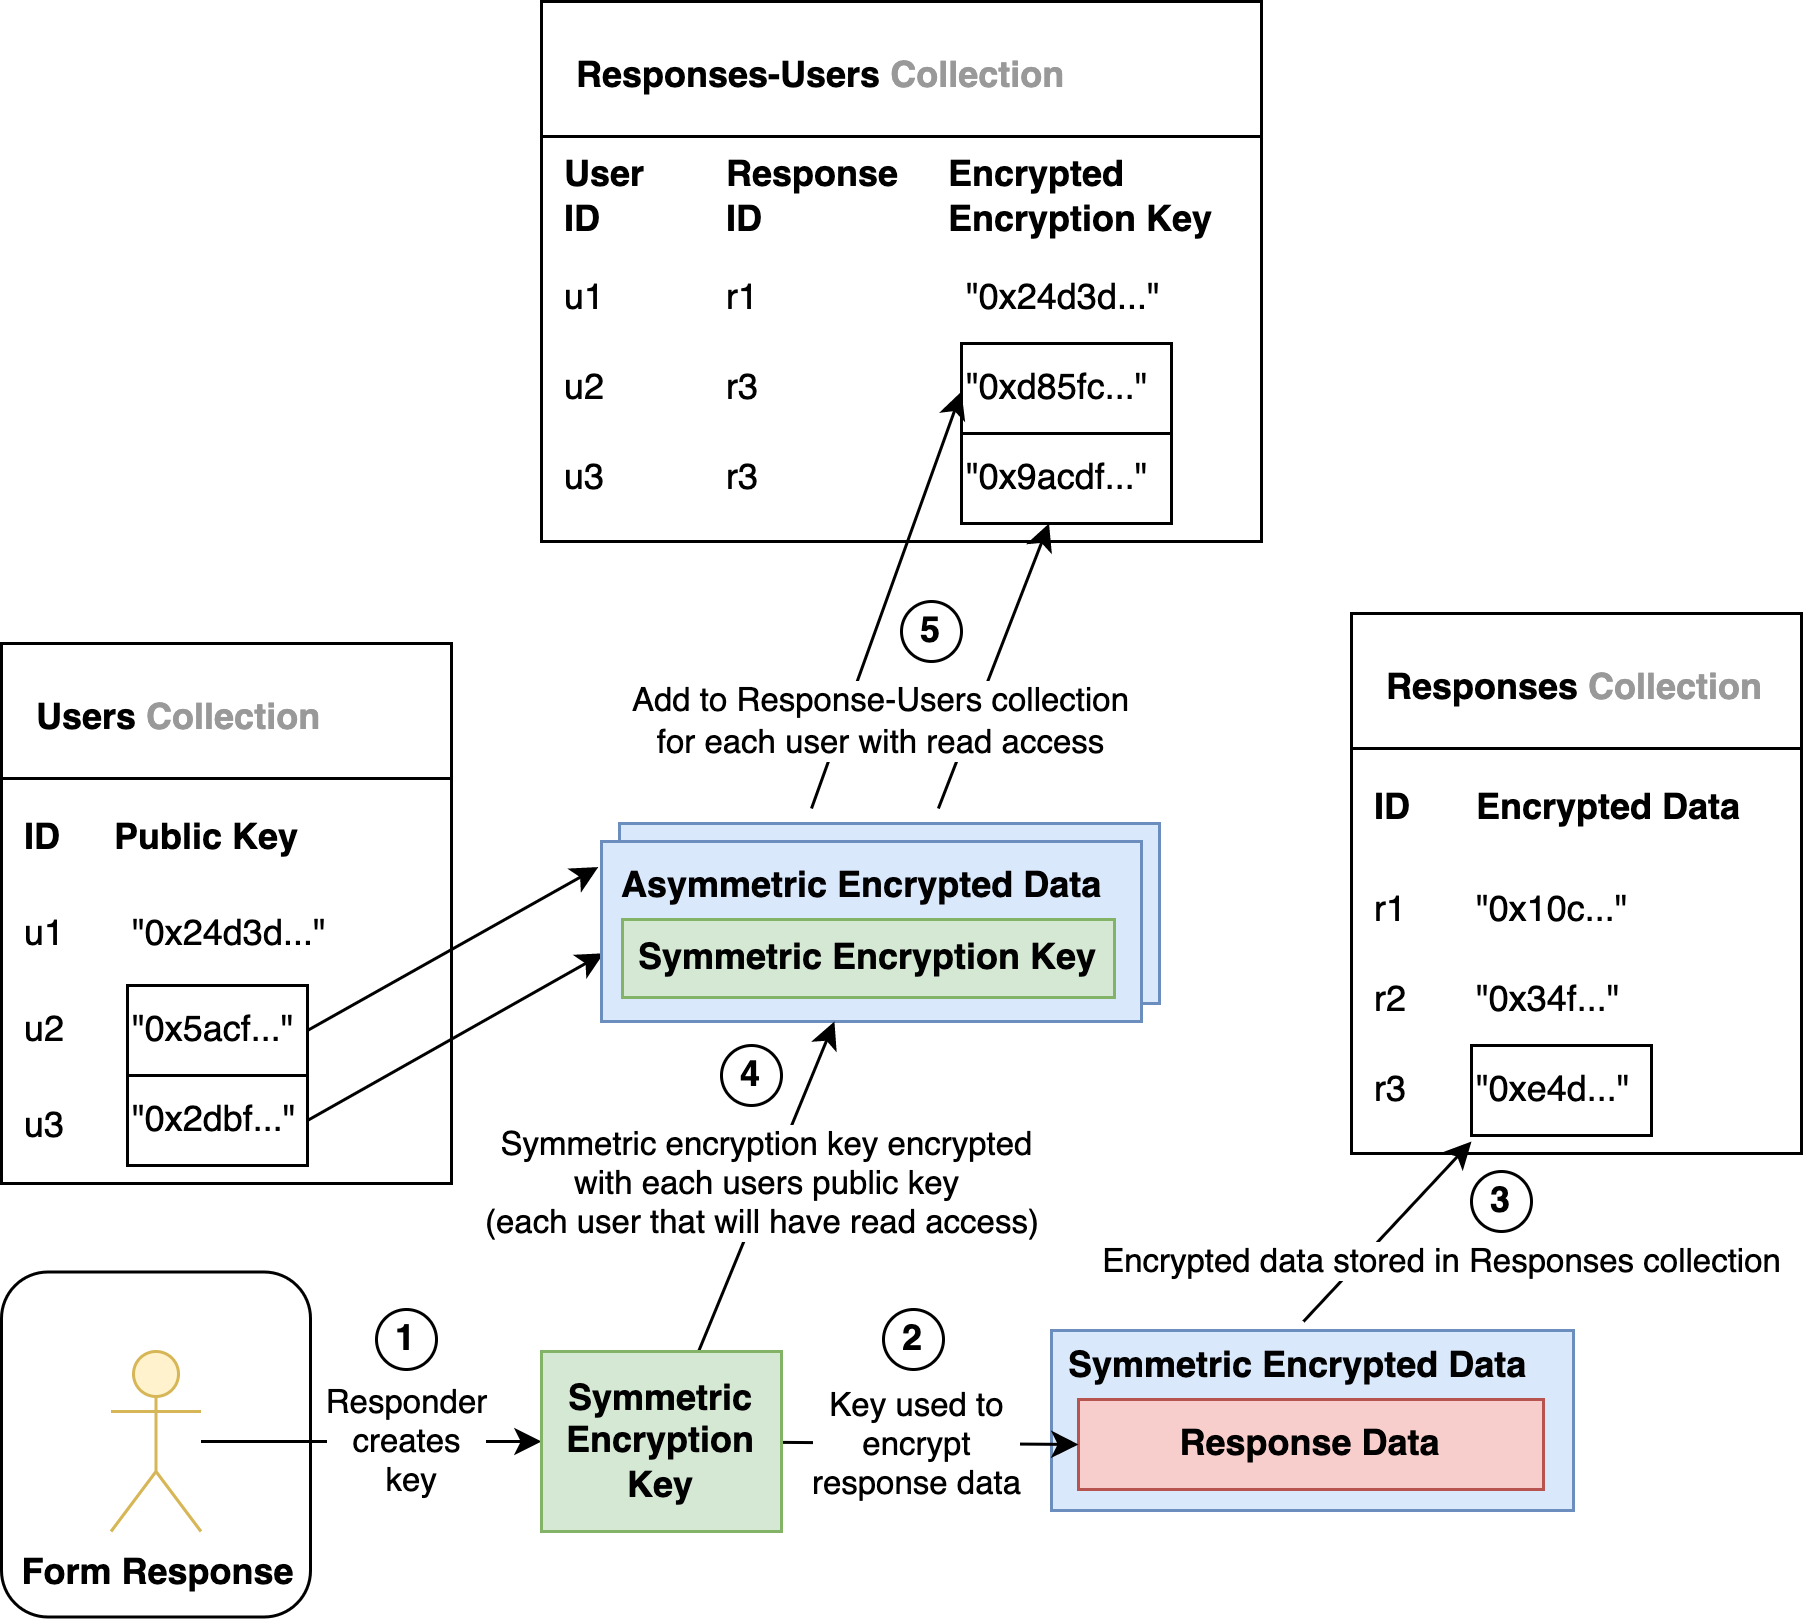 Responses-Users Collection
User Response Encrypted
ID ID Encryption Key
u1 r1 "0x24d3d..."
u2 r3 "0xd85fc..."
u3 r3 "0x9acdf..."
5
Add to Response-Users collection
for each user with read access
Users Collection
ID Public Key
u1 "0x24d3d..."
u2 "0x5acf..."
u3 "0x2dbf..."
Asymmetric Encrypted Data
Symmetric Encryption Key
Responses Collection
ID Encrypted Data
r1 "0x10c..."
r2 "0x34f..."
r3 "0xe4d..."
4
Symmetric encryption key encrypted
with each users public key
(each user that will have read access)
3
Encrypted data stored in Responses collection
Form Response
1
Responder
creates
key
Symmetric
Encryption
Key
2
Key used to
encrypt
response data
Symmetric Encrypted Data
Response Data